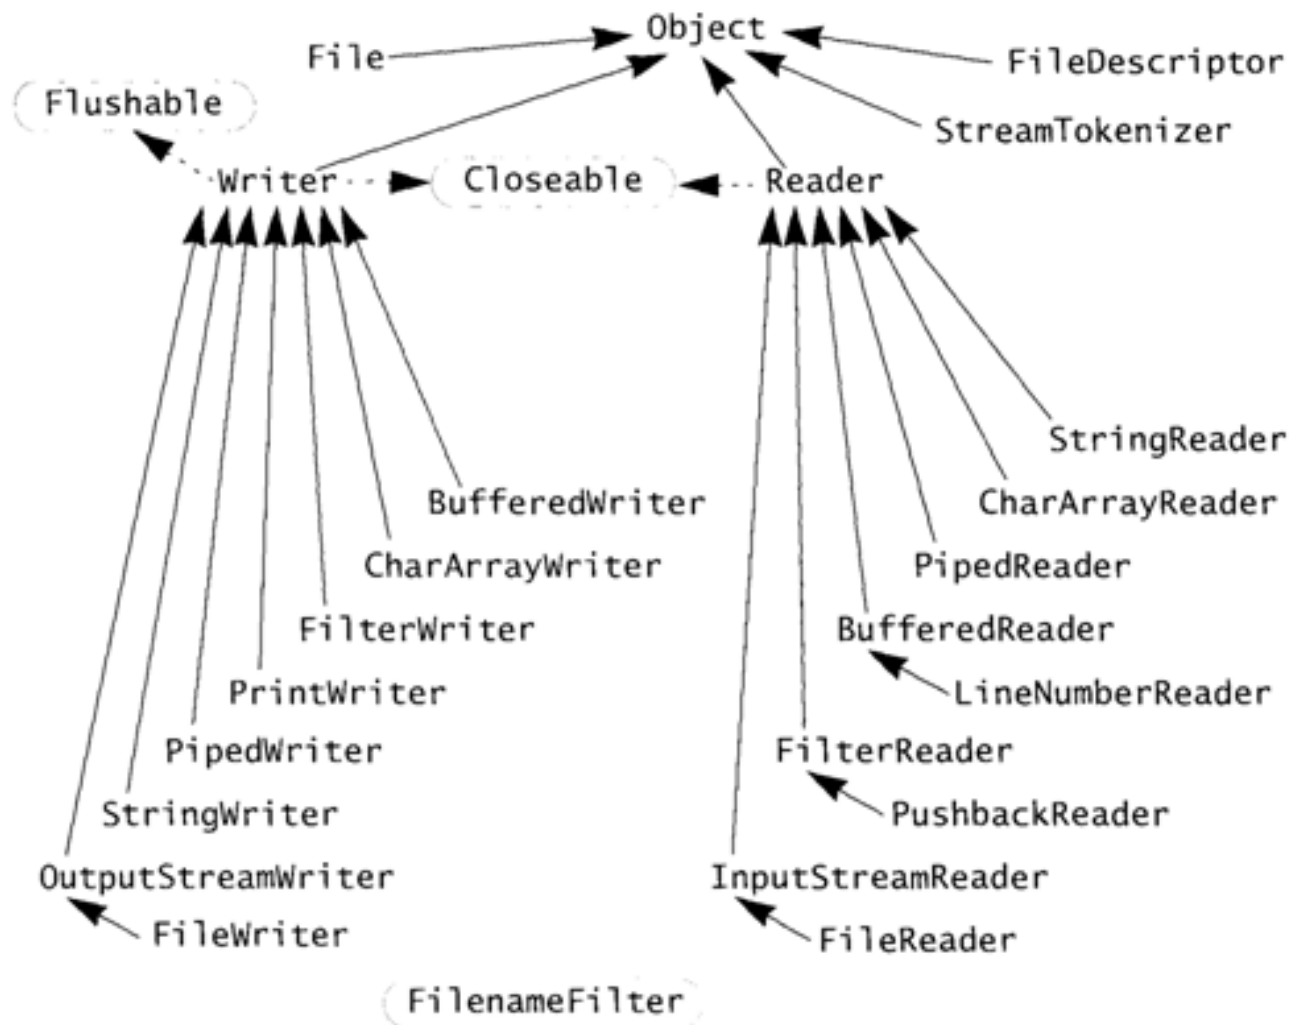 Object
File
FileDescriptor
Flushable
StreamTokenizer
Writer
Closeable
Reader
StringReader
BufferedWriter
CharArrayReader
CharArrayWriter
PipedReader
FilterWriter
BufferedReader
PrintWriter
LineNumberReader
PipedWriter
FilterReader
StringWriter
PushbackReader
OutputStreamWriter
InputStreamReader
FileWriter
FileReader
FilenameFilter